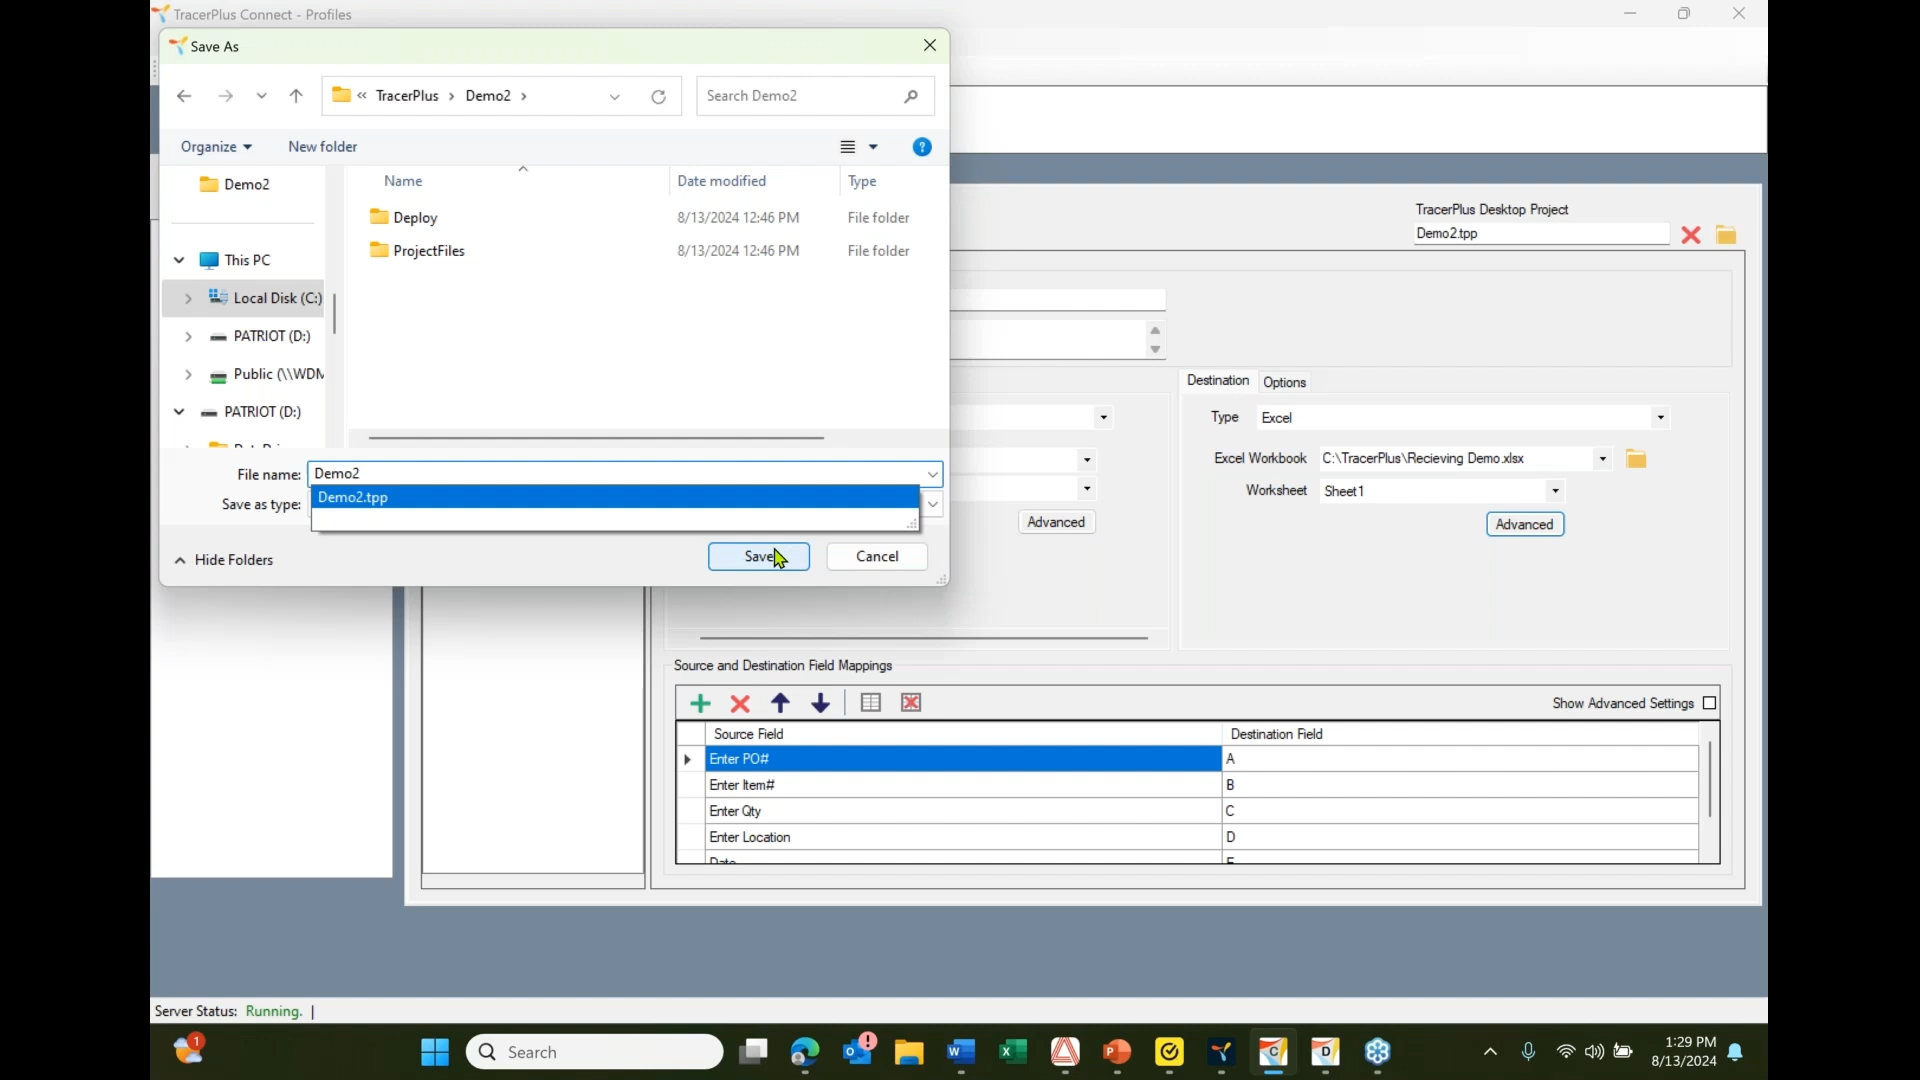 TracerPlus Connect - Profiles
Save As
« TracerPlus > Demo2 >
Search Demo2
Organize
New folder
?
Demo2
This PC
Local Disk (C:)
PATRIOT (D:)
Public (\\WDM
PATRIOT (D:)
Name
Date modified
Type
Deploy
8/13/2024 12:46 PM
File folder
ProjectFiles
8/13/2024 12:46 PM
File folder
File name: Demo2
Demo2.tpp
Save as type:
Hide Folders
Save
Cancel
TracerPlus Desktop Project
Demo2.tpp
Destination
Options
Type
Excel
Excel Workbook
C:\TracerPlus\Recieving Demo.xlsx
Worksheet
Sheet1
Advanced
Advanced
Source and Destination Field Mappings
Show Advanced Settings
Source Field
Destination Field
Enter PO#
A
Enter Item#
B
Enter Qty
C
Enter Location
D
Date
E
Server Status: Running.
1
Search
1:29 PM
8/13/2024